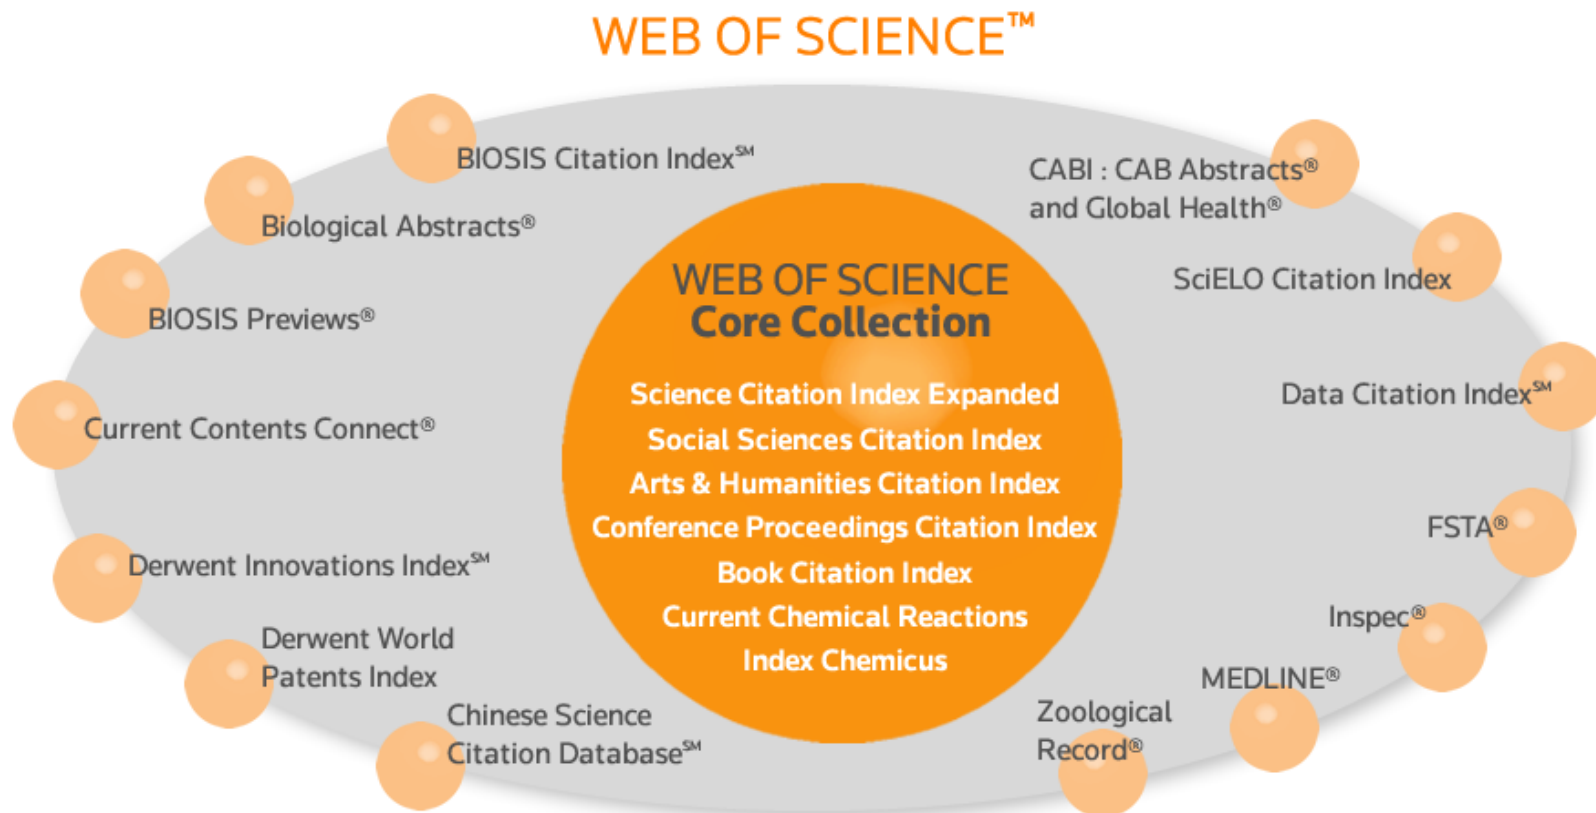 WEB OF SCIENCE™
BIOSIS Citation Index℠
Biological Abstracts®
BIOSIS Previews®
Current Contents Connect®
Derwent Innovations Index℠
Derwent World
Patents Index
Chinese Science
Citation Database℠
WEB OF SCIENCE
Core Collection
Science Citation Index Expanded
Social Sciences Citation Index
Arts & Humanities Citation Index
Conference Proceedings Citation Index
Book Citation Index
Current Chemical Reactions
Index Chemicus
CABI : CAB Abstracts®
and Global Health®
SciELO Citation Index
Data Citation Index℠
FSTA®
Inspec®
MEDLINE®
Zoological
Record®